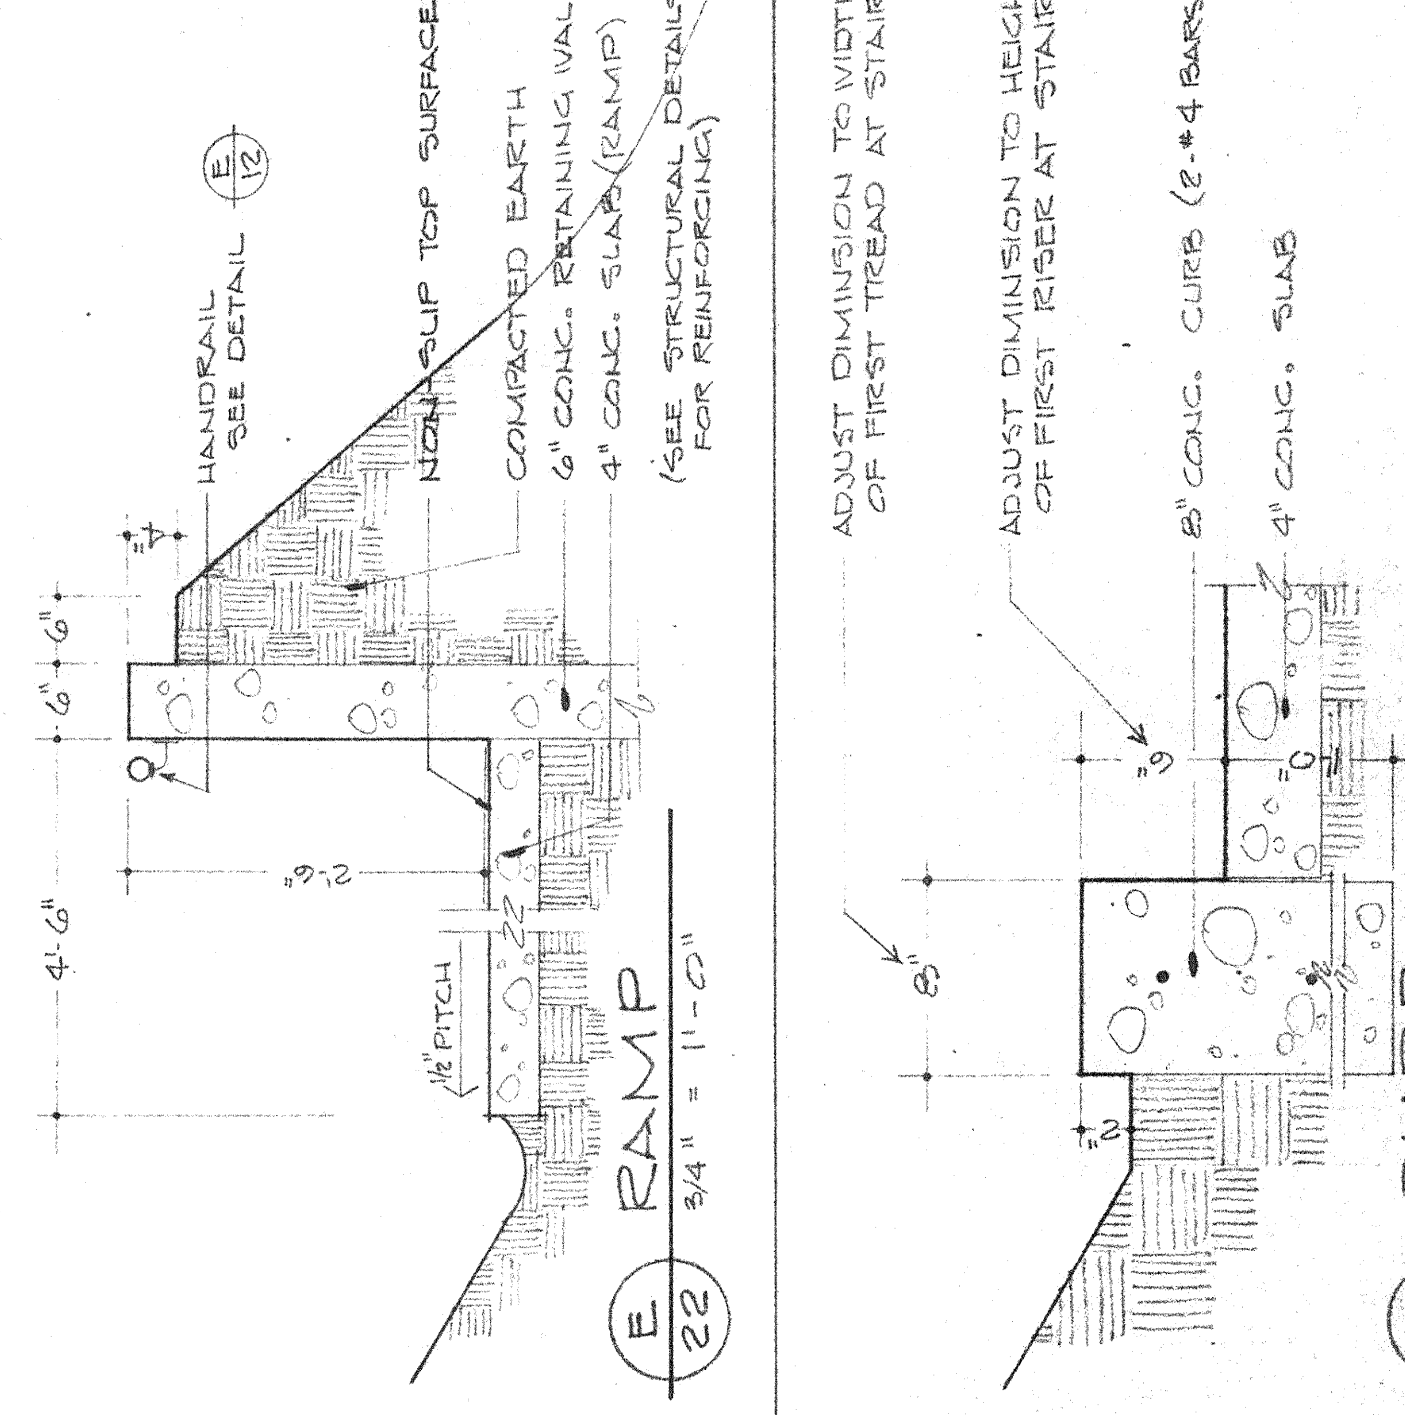 HANDRAIL
SEE DETAIL
E
12
NON-SLIP TOP SURFACE
COMPACTED EARTH
6" CONC. RETAINING WAL
4" CONC. SLAB (RAMP)
(SEE STRUCTURAL DETAILS
FOR REINFORCING)
4"
6"
6"
4'-6"
2'-6"
1/2" PITCH
E
22
RAMP
3/4" = 1'-0"
ADJUST DIMINSION TO WIDTH
OF FIRST TREAD AT STAIR
ADJUST DIMINISION TO HEIGH
OF FIRST RISER AT STAIR
8" CONC. CURB (2-#4 BARS
4" CONC. SLAB
6"
8"
2"